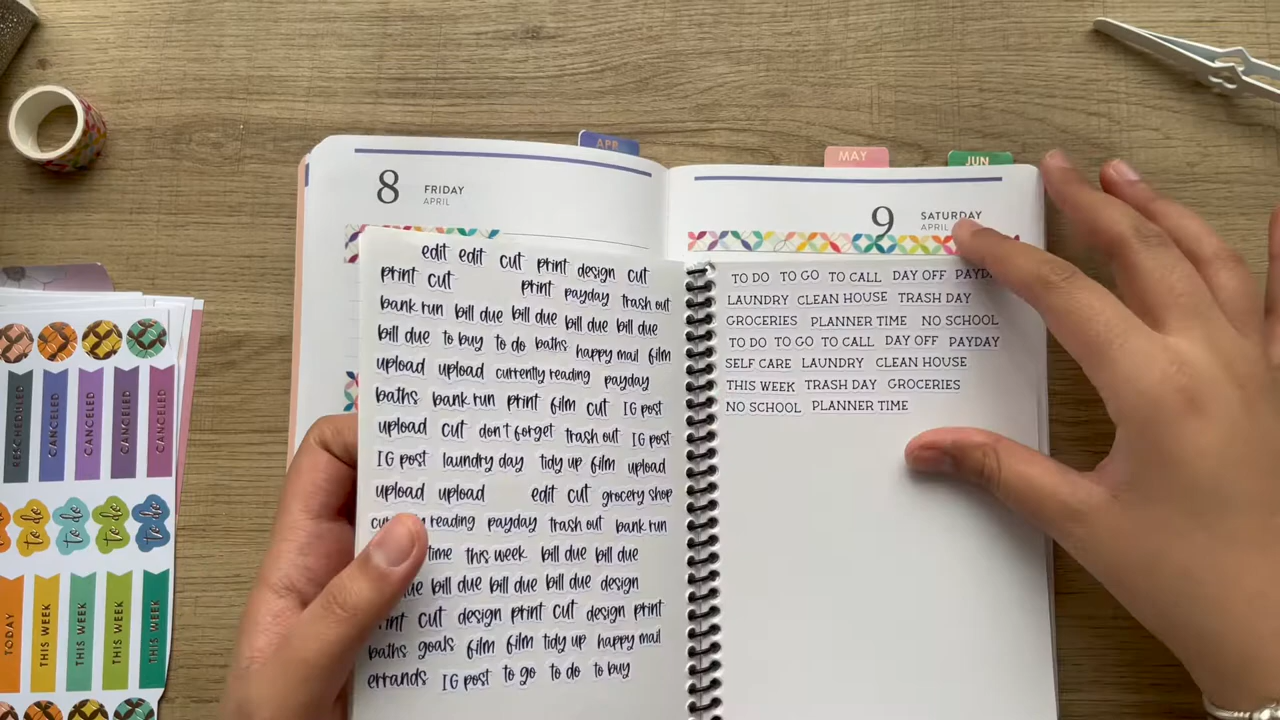 APR
MAY
JUN
8 FRIDAY
APRIL
9 SATURDAY
APRIL
edit edit cut print design cut
print cut print payday trash out
bank run bill due bill due bill due bill due
bill due to buy to do baths happy mail film
upload upload currently reading payday
baths bank run print film cut IG post
upload cut don't forget trash out IG post
IG post laundry day tidy up film upload
upload upload edit cut grocery shop
reading payday trash out bank run
time this week bill due bill due
bill due bill due bill due design
print cut design print cut design print
baths goals film film tidy up happy mail
errands IG post to go to do to buy
TO DO TO GO TO CALL DAY OFF
LAUNDRY CLEAN HOUSE TRASH DAY
GROCERIES PLANNER TIME NO SCHOOL
TO DO TO GO TO CALL DAY OFF PAYDAY
SELF CARE LAUNDRY CLEAN HOUSE
THIS WEEK TRASH DAY GROCERIES
NO SCHOOL PLANNER TIME
RESCHEDULED
CANCELED
CANCELED
CANCELED
CANCELED
to do
to do
to do
to do
TODAY
THIS WEEK
THIS WEEK
THIS WEEK
THIS WEEK